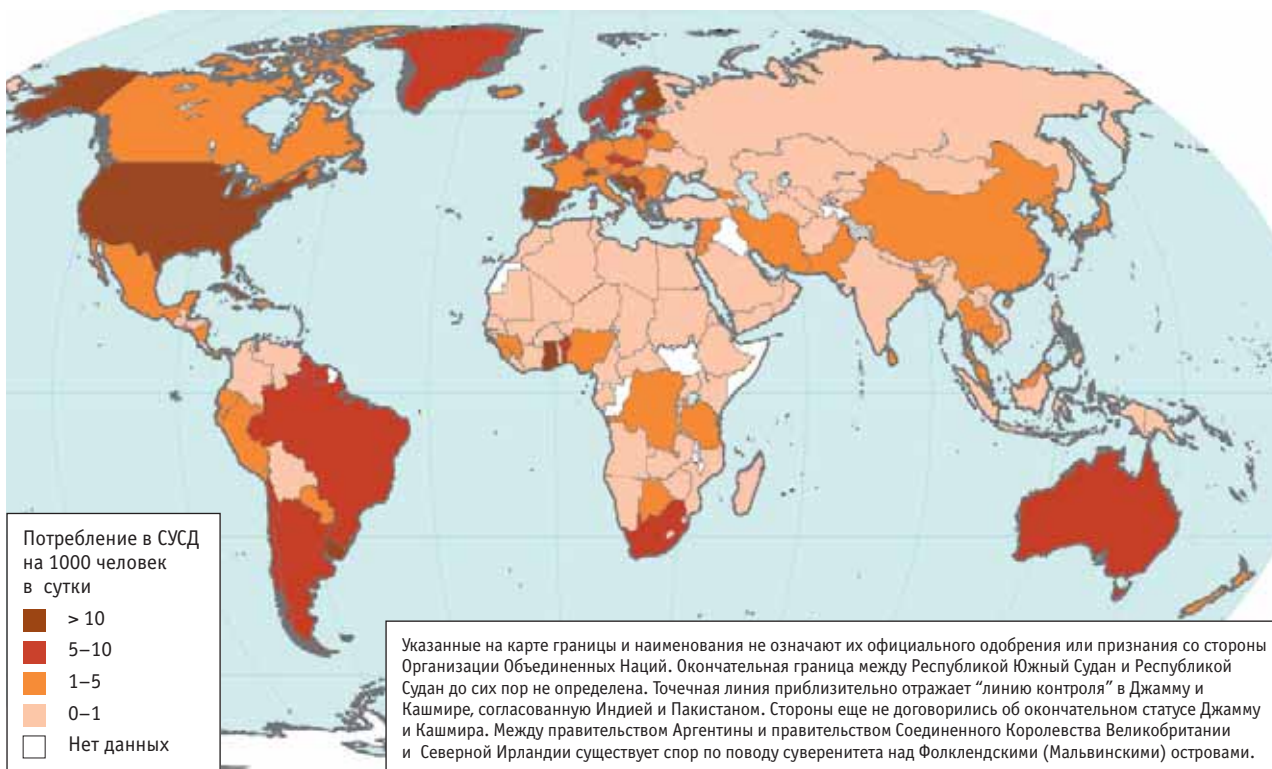 Потребление в СУСД
на 1000 человек
в сутки
> 10
5–10
1–5
0–1
Нет данных
Указанные на карте границы и наименования не означают их официального одобрения или признания со стороны
Организации Объединенных Наций. Окончательная граница между Республикой Южный Судан и Республикой
Судан до сих пор не определена. Точечная линия приблизительно отражает “линию контроля” в Джамму и
Кашмире, согласованную Индией и Пакистаном. Стороны еще не договорились об окончательном статусе Джамму
и Кашмира. Между правительством Аргентины и правительством Соединенного Королевства Великобритании
и Северной Ирландии существует спор по поводу суверенитета над Фолклендскими (Мальвинскими) островами.